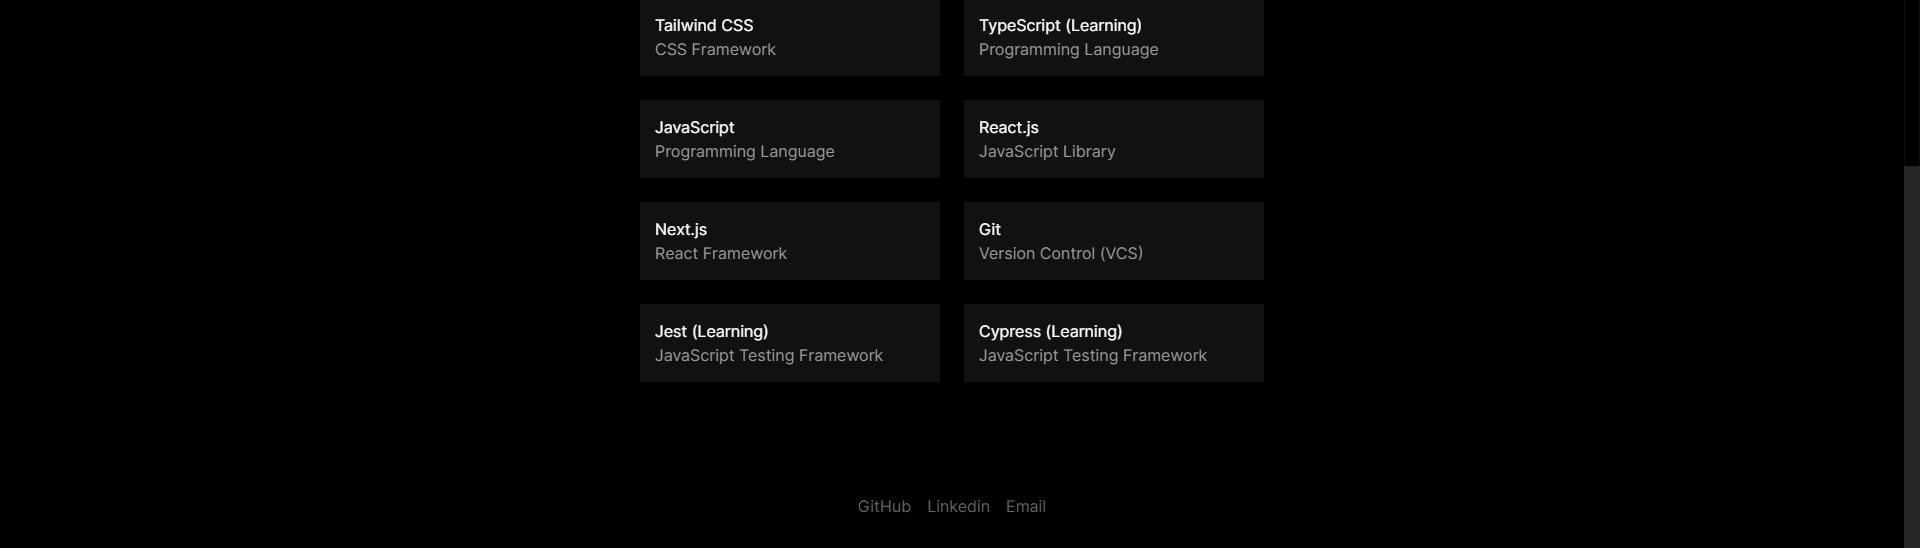 Tailwind CSS
CSS Framework
TypeScript (Learning)
Programming Language
JavaScript
Programming Language
React.js
JavaScript Library
Next.js
React Framework
Git
Version Control (VCS)
Jest (Learning)
JavaScript Testing Framework
Cypress (Learning)
JavaScript Testing Framework
GitHub Linkedin Email